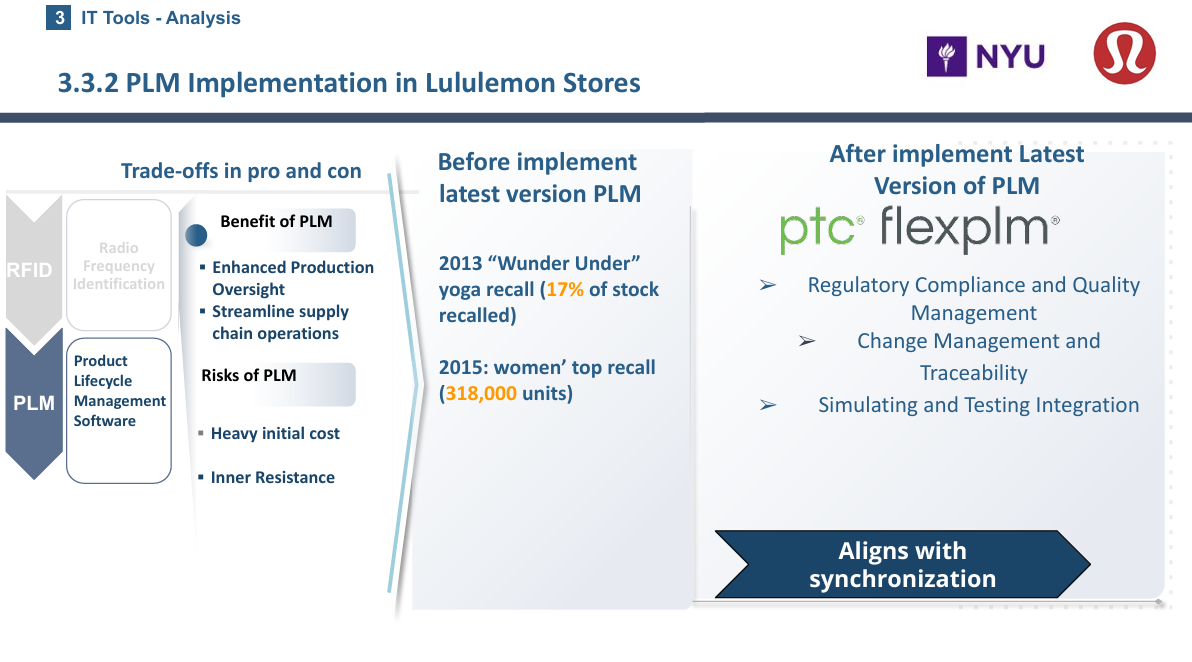 3 IT Tools - Analysis
3.3.2 PLM Implementation in Lululemon Stores
NYU
Trade-offs in pro and con
RFID
Radio
Frequency
Identification
PLM
Product
Lifecycle
Management
Software
Benefit of PLM
▪ Enhanced Production
Oversight
▪ Streamline supply
chain operations
Risks of PLM
▪ Heavy initial cost
▪ Inner Resistance
Before implement
latest version PLM
2013 “Wunder Under”
yoga recall (17% of stock
recalled)
2015: women’ top recall
(318,000 units)
After implement Latest
Version of PLM
ptc® flexplm®
➢ Regulatory Compliance and Quality
Management
➢ Change Management and
Traceability
➢ Simulating and Testing Integration
Aligns with
synchronization